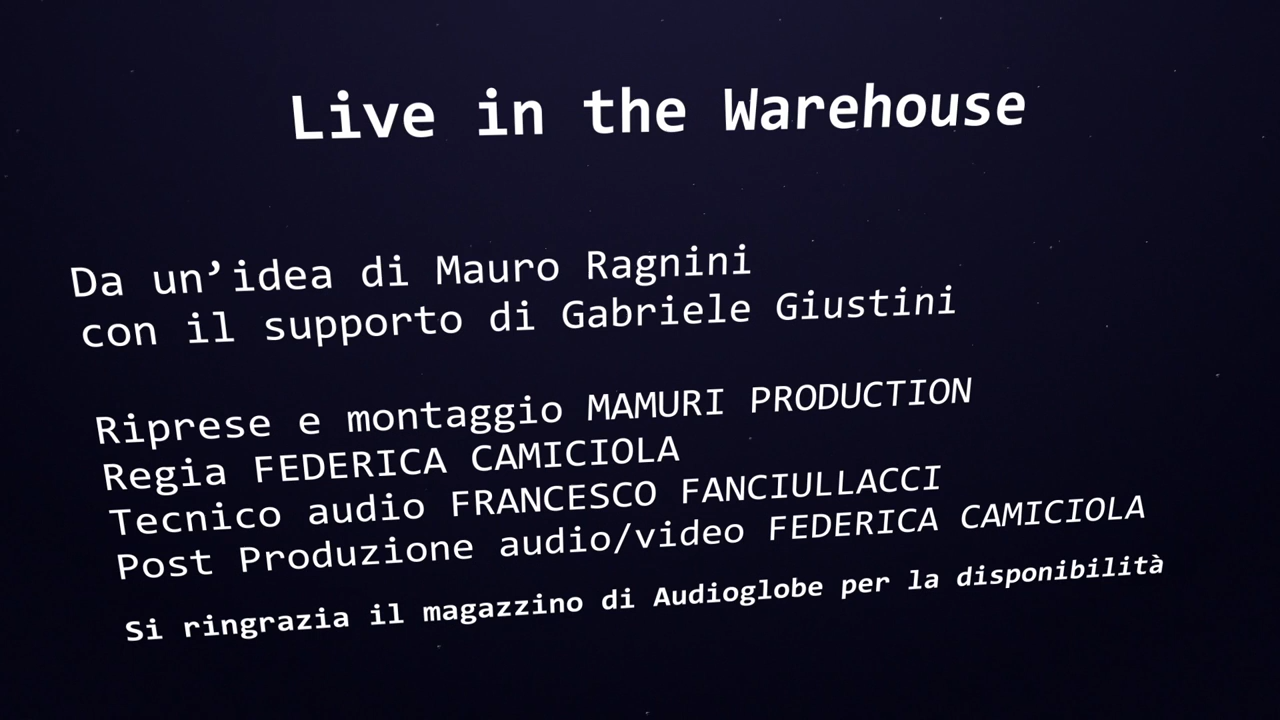 Live in the Warehouse
Da un’idea di Mauro Ragnini
con il supporto di Gabriele Giustini
Riprese e montaggio MAMURI PRODUCTION
Regia FEDERICA CAMICIOLA
Tecnico audio FRANCESCO FANCIULLACCI
Post Produzione audio/video FEDERICA CAMICIOLA
Si ringrazia il magazzino di Audioglobe per la disponibilità